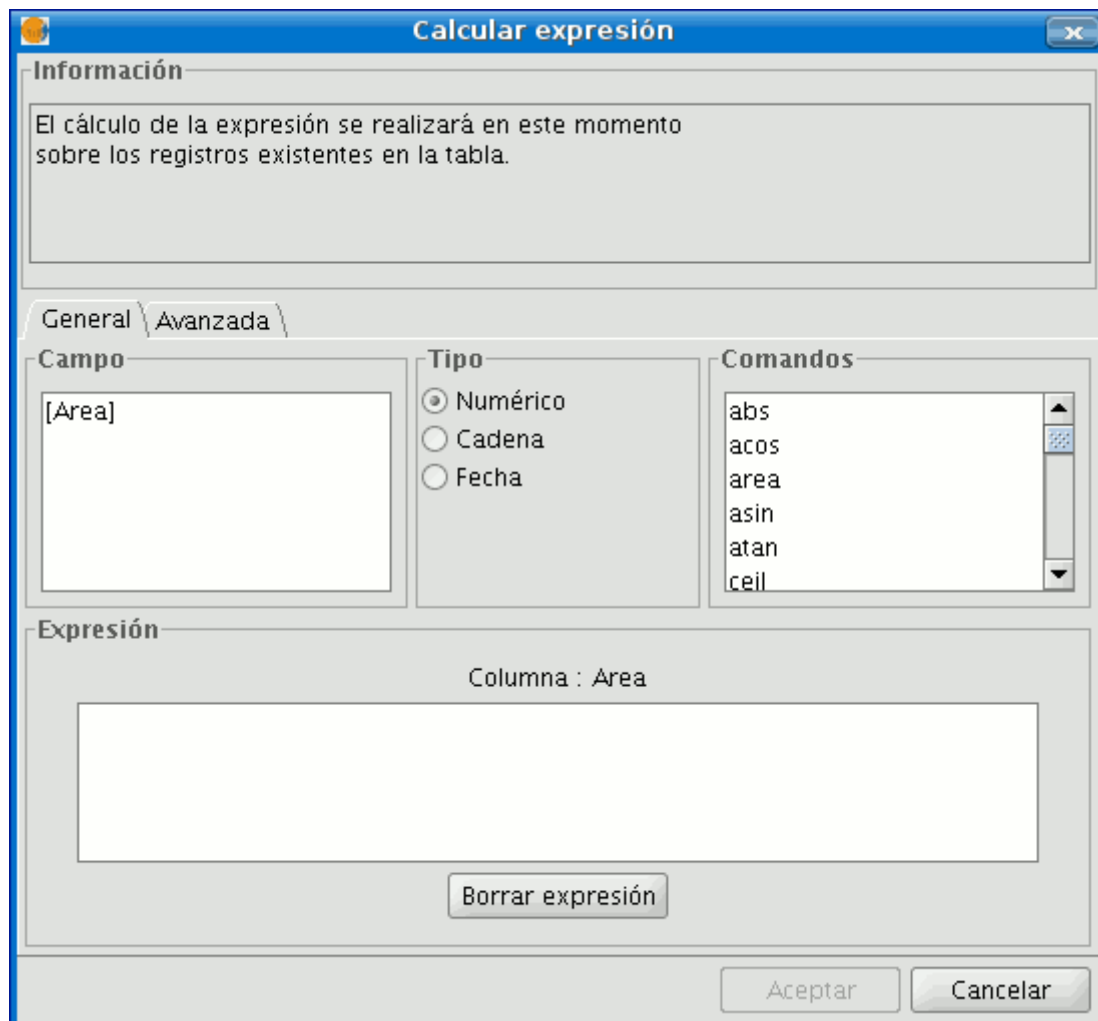 Calcular expresión
Información
El cálculo de la expresión se realizará en este momento
sobre los registros existentes en la tabla.
General
Avanzada
Campo
[Area]
Tipo
Numérico
Cadena
Fecha
Comandos
abs
acos
area
asin
atan
ceil
Expresión
Columna : Area
Borrar expresión
Aceptar
Cancelar